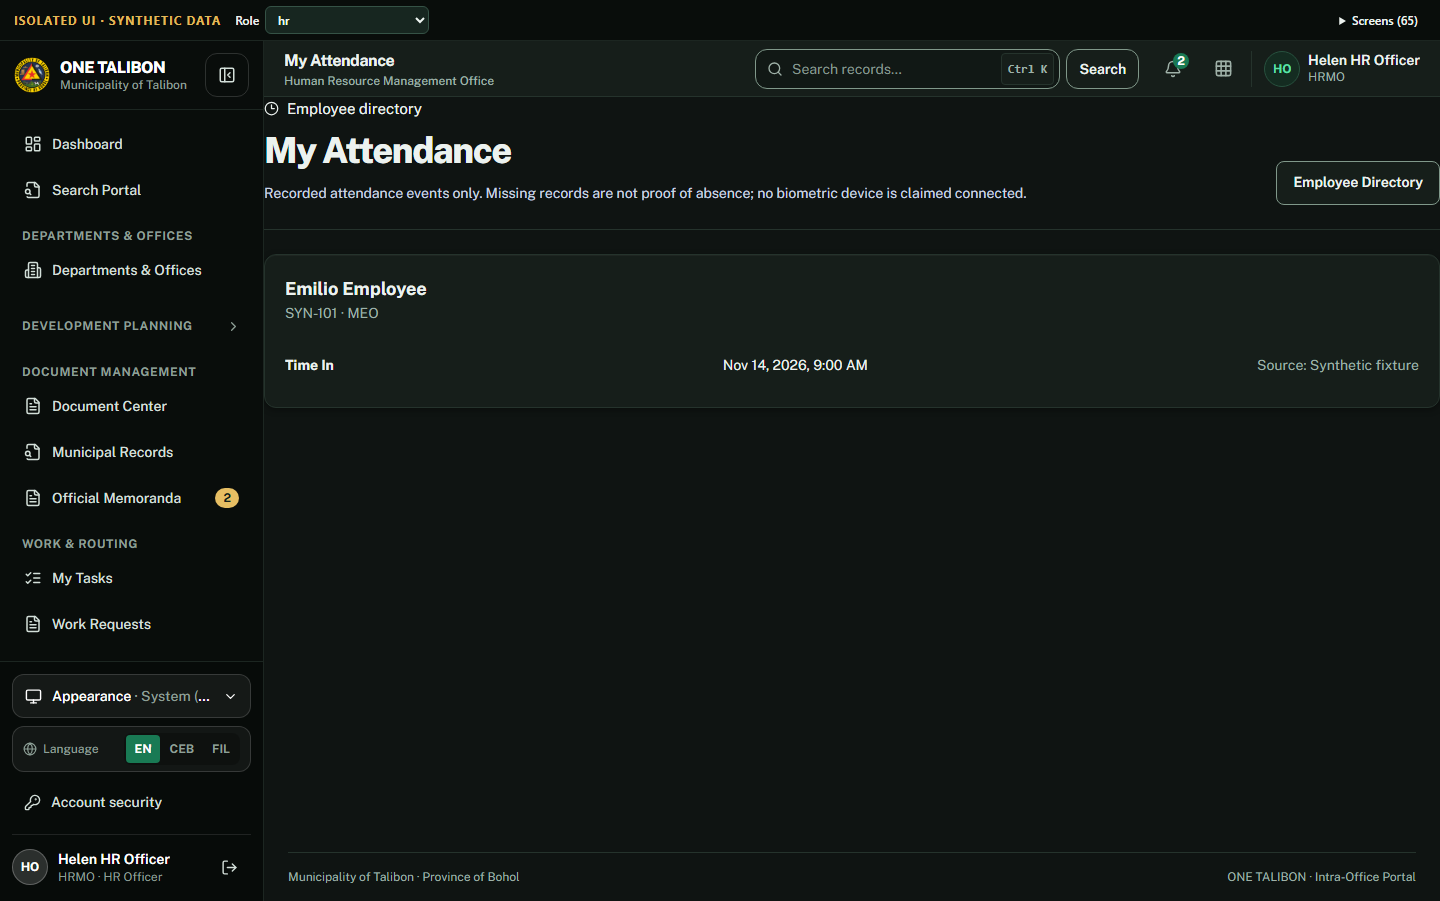 ISOLATED UI · SYNTHETIC DATA
Role
hr
Screens (65)
ONE TALIBON
Municipality of Talibon
My Attendance
Human Resource Management Office
Search records...
Ctrl K
Search
2
HO
Helen HR Officer
HRMO
Dashboard
Search Portal
DEPARTMENTS & OFFICES
Departments & Offices
DEVELOPMENT PLANNING
DOCUMENT MANAGEMENT
Document Center
Municipal Records
Official Memoranda
2
WORK & ROUTING
My Tasks
Work Requests
Appearance · System (...
Language
EN
CEB
FIL
Account security
HO
Helen HR Officer
HRMO · HR Officer
Employee directory
My Attendance
Recorded attendance events only. Missing records are not proof of absence; no biometric device is claimed connected.
Employee Directory
Emilio Employee
SYN-101 · MEO
Time In
Nov 14, 2026, 9:00 AM
Source: Synthetic fixture
Municipality of Talibon · Province of Bohol
ONE TALIBON · Intra-Office Portal